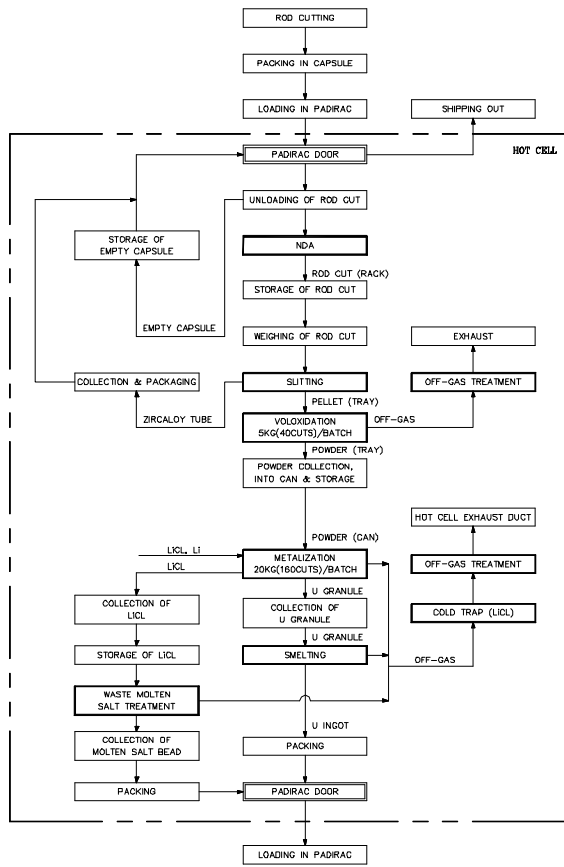 ROD CUTTING
PACKING IN CAPSULE
LOADING IN PADIRAC
SHIPPING OUT
HOT CELL
PADIRAC DOOR
UNLOADING OF ROD CUT
STORAGE OF
EMPTY CAPSULE
NDA
ROD CUT (RACK)
STORAGE OF ROD CUT
EMPTY CAPSULE
WEIGHING OF ROD CUT
EXHAUST
COLLECTION & PACKAGING
SLITTING
OFF-GAS TREATMENT
PELLET (TRAY)
ZIRCALOY TUBE
VOLOXIDATION
5KG(40CUTS)/BATCH
OFF-GAS
POWDER (TRAY)
POWDER COLLECTION,
INTO CAN & STORAGE
HOT CELL EXHAUST DUCT
POWDER (CAN)
LiCL, Li
METALIZATION
20KG(160CUTS)/BATCH
OFF-GAS TREATMENT
LiCL
U GRANULE
COLLECTION OF
LiCL
COLLECTION OF
U GRANULE
COLD TRAP (LiCL)
U GRANULE
STORAGE OF LiCL
SMELTING
OFF-GAS
WASTE MOLTEN
SALT TREATMENT
U INGOT
COLLECTION OF
MOLTEN SALT BEAD
PACKING
PACKING
PADIRAC DOOR
LOADING IN PADIRAC